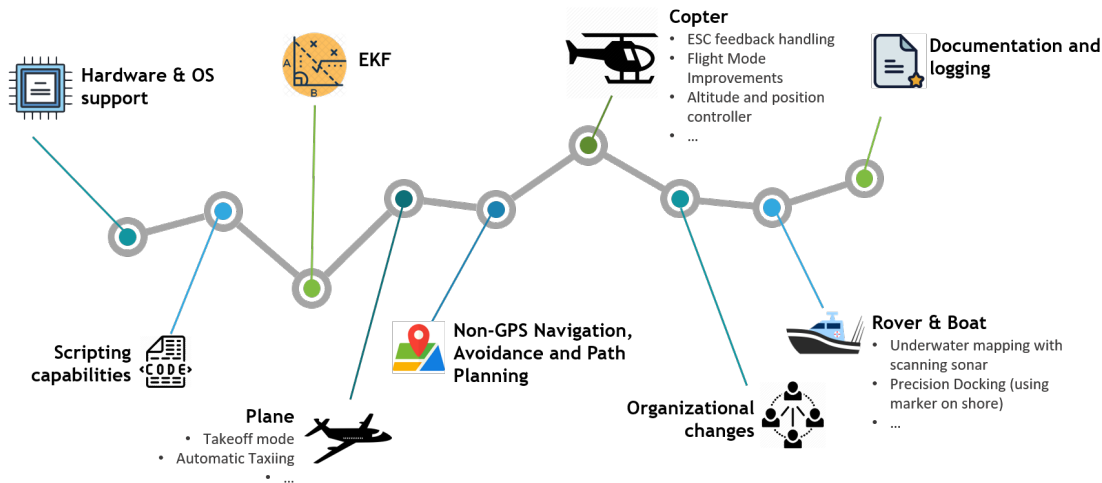 Hardware & OS
support
A
B
EKF
Copter
• ESC feedback handling
• Flight Mode
Improvements
• Altitude and position
controller
• ...
Documentation and
logging
Scripting
capabilities
<CODE>
Plane
• Takeoff mode
• Automatic Taxiing
• ...
Non-GPS Navigation,
Avoidance and Path
Planning
Organizational
changes
Rover & Boat
• Underwater mapping with
scanning sonar
• Precision Docking (using
marker on shore)
• ...